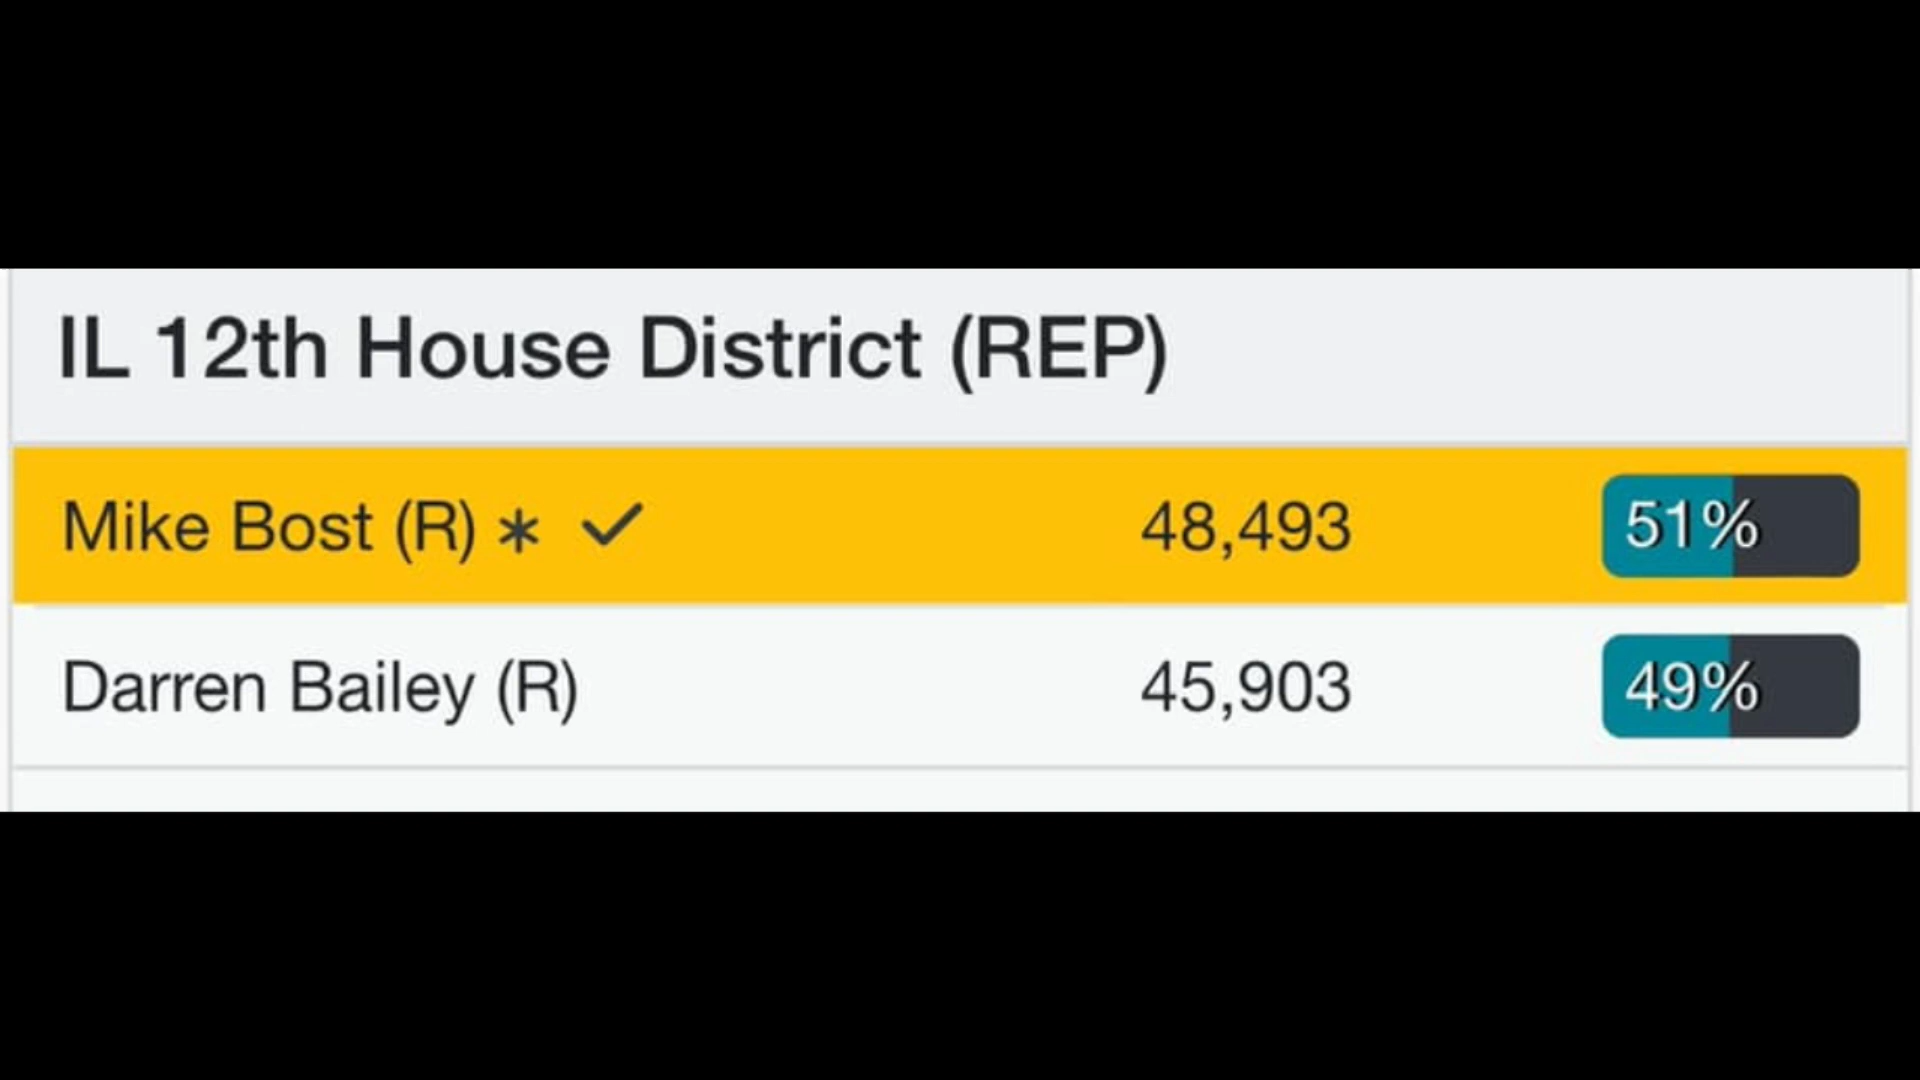 IL 12th House District (REP)
Mike Bost (R) * ✓ 48,493 51%
Darren Bailey (R) 45,903 49%